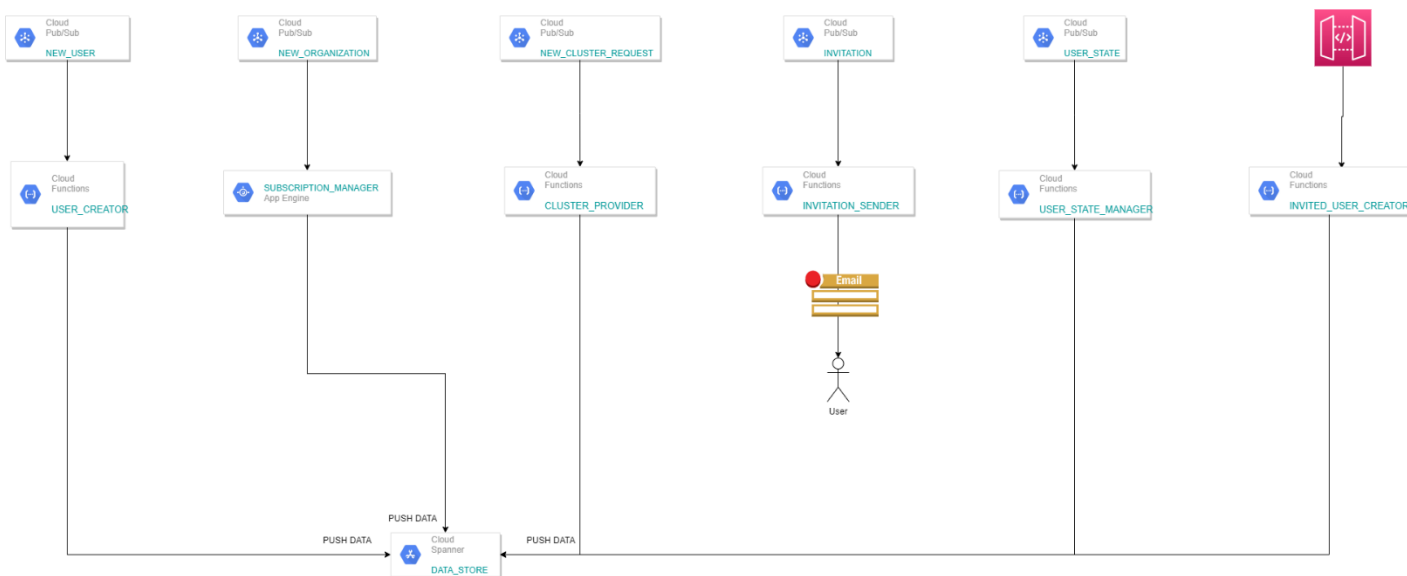 Cloud
Pub/Sub
NEW_USER
Cloud
Pub/Sub
NEW_ORGANIZATION
Cloud
Pub/Sub
NEW_CLUSTER_REQUEST
Cloud
Pub/Sub
INVITATION
Cloud
Pub/Sub
USER_STATE
Cloud
Functions
USER_CREATOR
SUBSCRIPTION_MANAGER
App Engine
Cloud
Functions
CLUSTER_PROVIDER
Cloud
Functions
INVITATION_SENDER
Cloud
Functions
USER_STATE_MANAGER
Cloud
Functions
INVITED_USER_CREATOR
Email
User
PUSH DATA
PUSH DATA
PUSH DATA
Cloud
Spanner
DATA_STORE